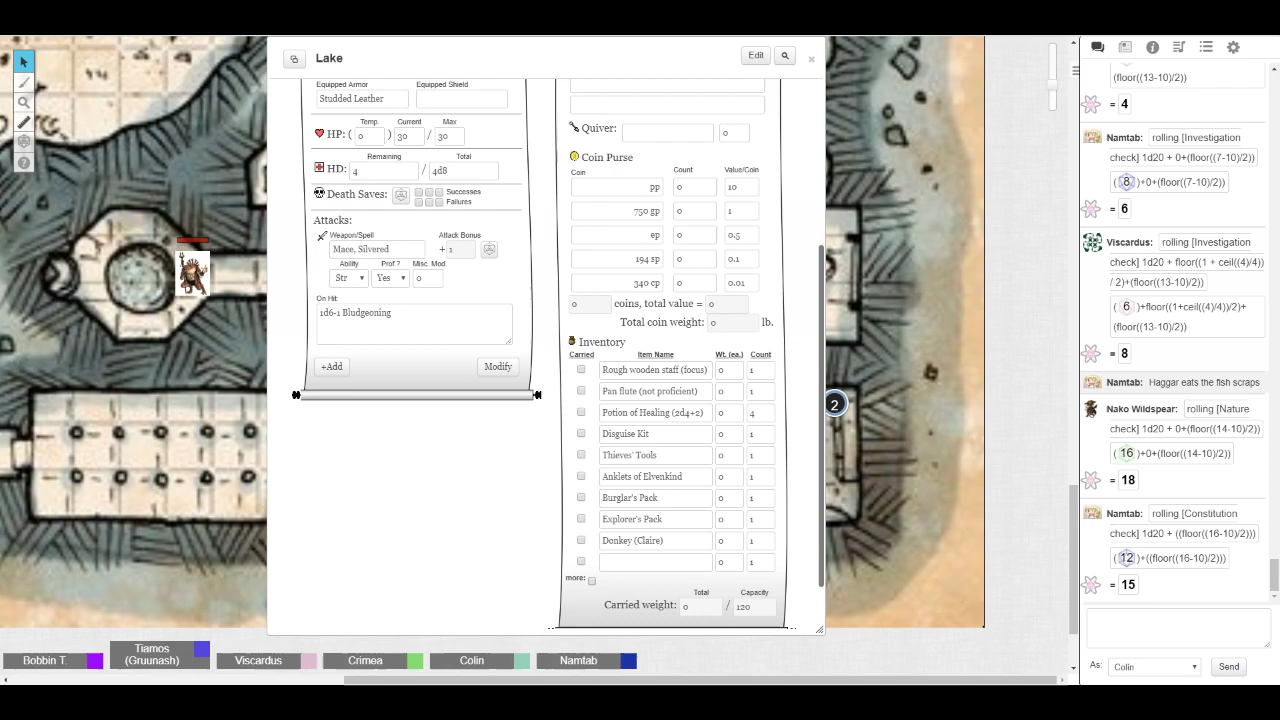 Lake
Edit
Equipped Armor
Equipped Shield
Studded Leather
Temp.
Current
Max
HP: ( 0 ) 30 / 30
Remaining
Total
HD: 4 / 4d8
Death Saves:
Successes
Failures
Attacks:
Weapon/Spell
Attack Bonus
Mace, Silvered
+ 1
Ability
Prof.?
Misc. Mod.
Str
Yes
0
On Hit:
1d6-1 Bludgeoning
+Add
Modify
Quiver:
0
Coin Purse
Coin
Count
Value/Coin
pp 0 10
750 gp 0 1
ep 0 0.5
194 sp 0 0.1
340 cp 0 0.01
0 coins, total value = 0
Total coin weight: 0 lb.
Inventory
Carried
Item Name
Wt. (ea.)
Count
Rough wooden staff (focus) 0 1
Pan flute (not proficient) 0 1
Potion of Healing (2d4+2) 0 4
Disguise Kit 0 1
Thieves' Tools 0 1
Anklets of Elvenkind 0 1
Burglar's Pack 0 1
Explorer's Pack 0 1
Donkey (Claire) 0 1
0 1
more:
Total
Capacity
Carried weight: 0 / 120
2
(floor((13-10)/2))
= 4
Namtab: rolling [Investigation
check] 1d20 + 0+(floor((7-10)/2))
(8)+0+(floor((7-10)/2))
= 6
Viscardus: rolling [Investigation
check] 1d20 + floor((1 + ceil((4)/4))
/ 2)+(floor((13-10)/2))
(6)+floor((1+ceil((4)/4))/2)+
(floor((13-10)/2))
= 8
Namtab: Haggar eats the fish scraps
Nako Wildspear: rolling [Nature
check] 1d20 + 0+(floor((14-10)/2))
(16)+0+(floor((14-10)/2))
= 18
Namtab: rolling [Constitution
check] 1d20 + ((floor((16-10)/2)))
(12)+((floor((16-10)/2)))
= 15
As: Colin
Send
Bobbin T.
Tiamos
(Gruunash)
Viscardus
Crimea
Colin
Namtab